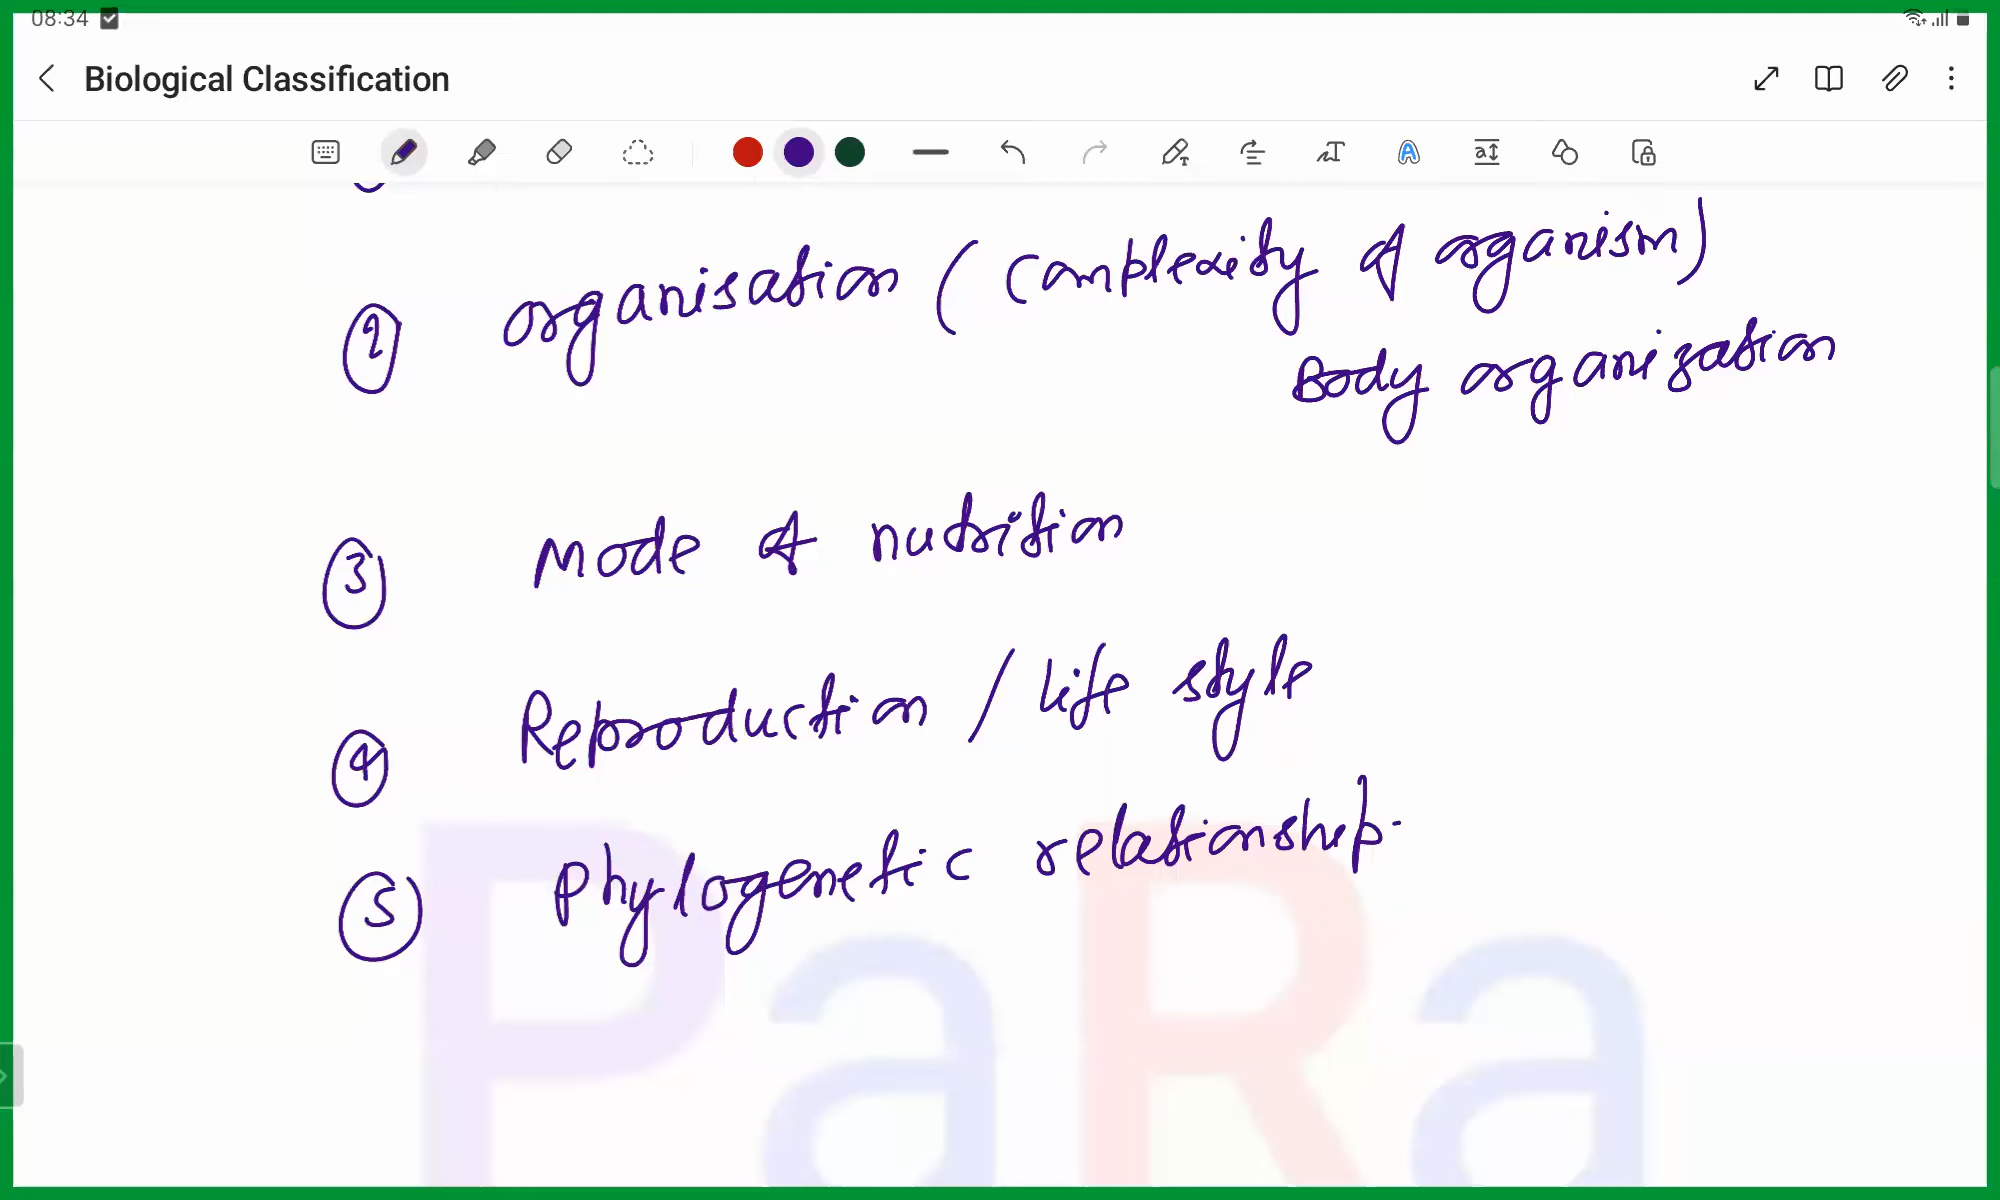 08:34
Biological Classification
② organisation (complexity of organism)
Body organization
③ Mode of nutrition
④ Reproduction / life style
⑤ Phylogenetic relationship.
PaRa